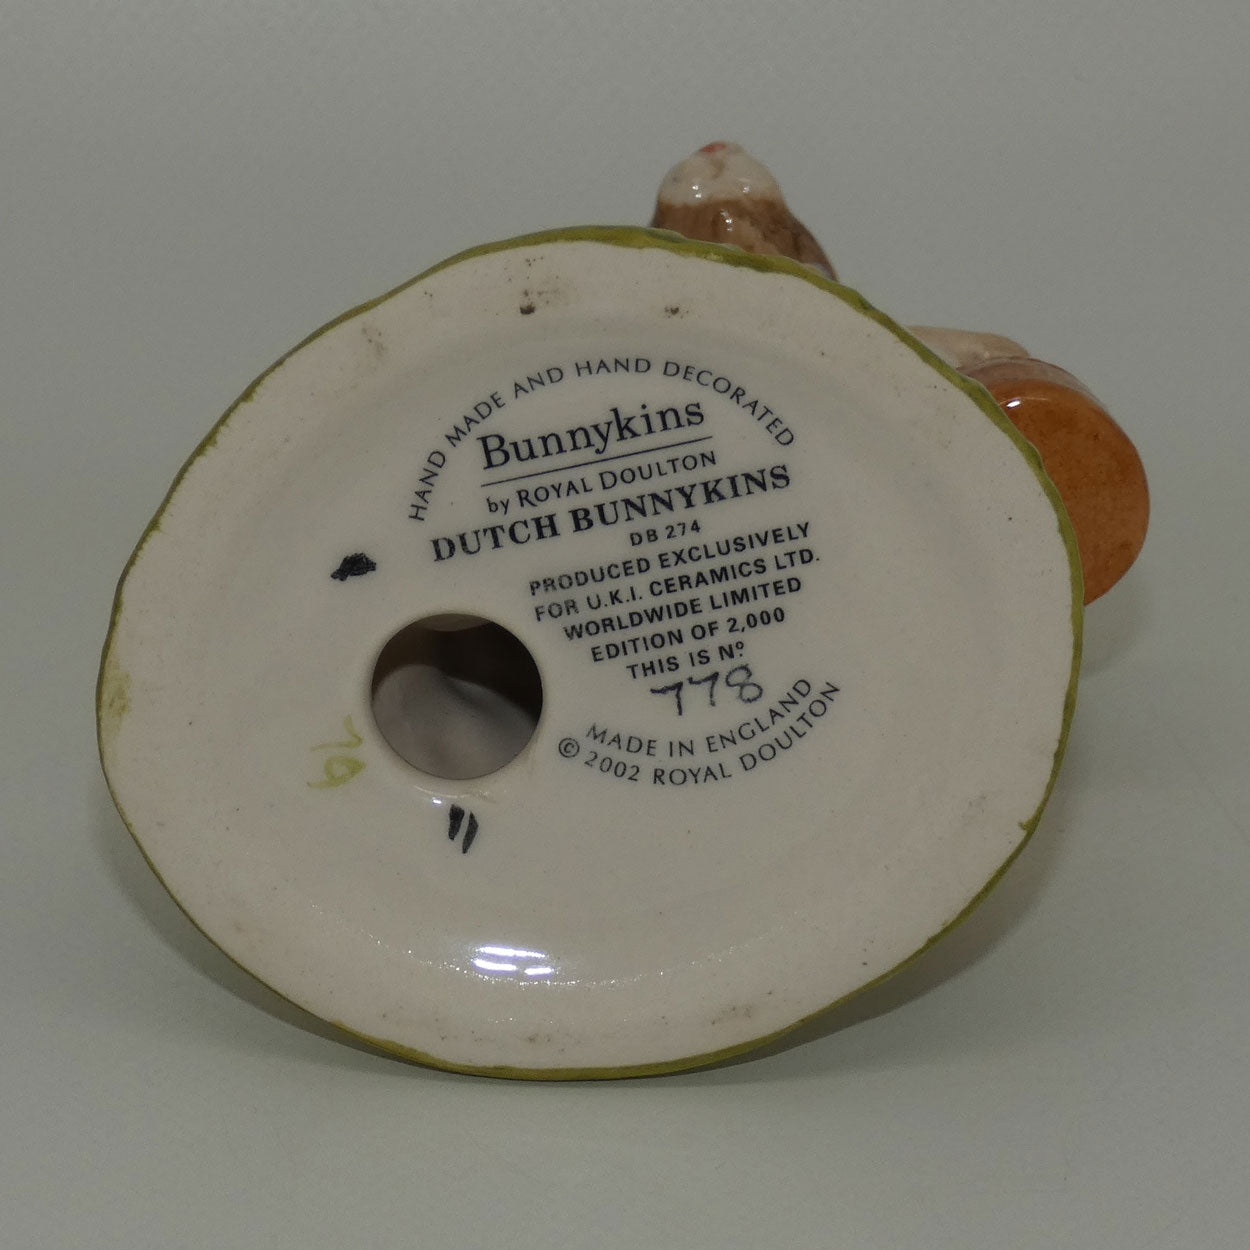 HAND MADE AND HAND DECORATED
Bunnykins
by ROYAL DOULTON
DUTCH BUNNYKINS
DB 274
PRODUCED EXCLUSIVELY
FOR U.K.I. CERAMICS LTD.
WORLDWIDE LIMITED
EDITION OF 2,000
THIS IS Nº
778
MADE IN ENGLAND
© 2002 ROYAL DOULTON